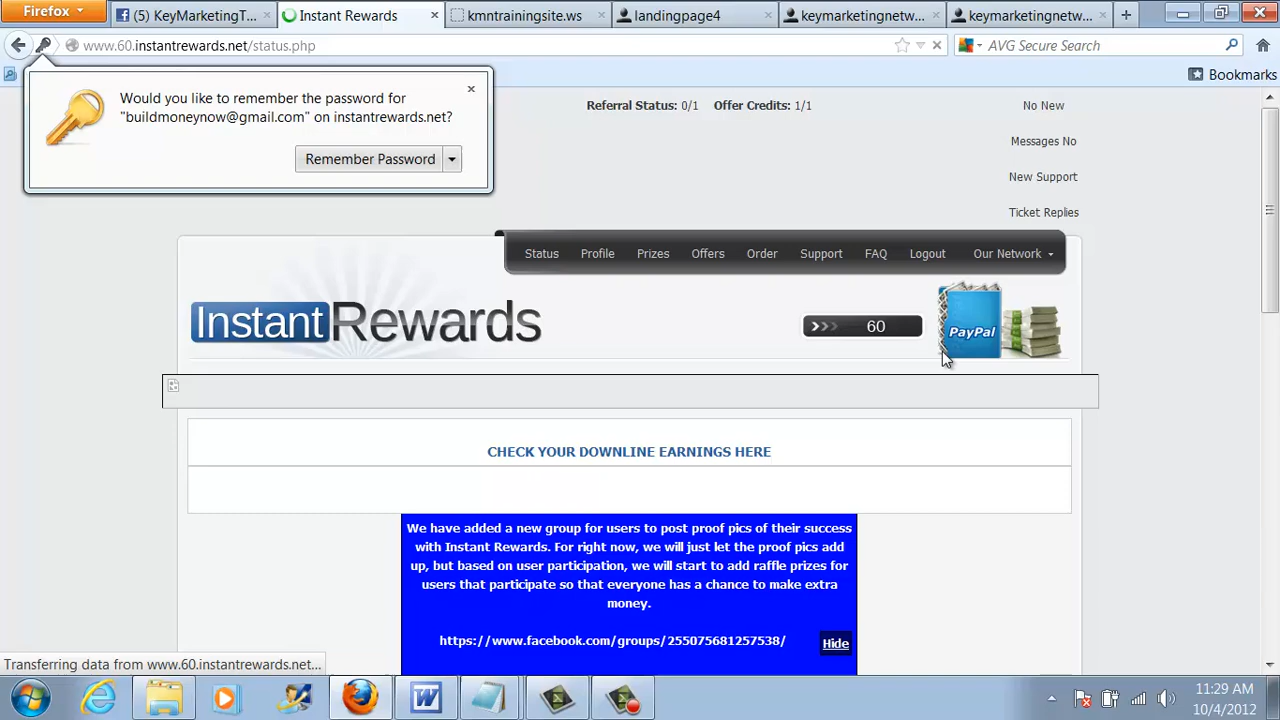 Firefox
(5) KeyMarketingT...
Instant Rewards
kmntrainingsite.ws
landingpage4
keymarketingnetw...
keymarketingnetw...
www.60.instantrewards.net/status.php
AVG Secure Search
Bookmarks
Would you like to remember the password for
"buildmoneynow@gmail.com" on instantrewards.net?
Remember Password
Referral Status: 0/1 Offer Credits: 1/1
No New
Messages No
New Support
Ticket Replies
Status Profile Prizes Offers Order Support FAQ Logout Our Network
InstantRewards
60
PayPal
CHECK YOUR DOWNLINE EARNINGS HERE
We have added a new group for users to post proof pics of their success
with Instant Rewards. For right now, we will just let the proof pics add
up, but based on user participation, we will start to add raffle prizes for
users that participate so that everyone has a chance to make extra
money.
https://www.facebook.com/groups/255075681257538/
Hide
Transferring data from www.60.instantrewards.net...
11:29 AM
10/4/2012